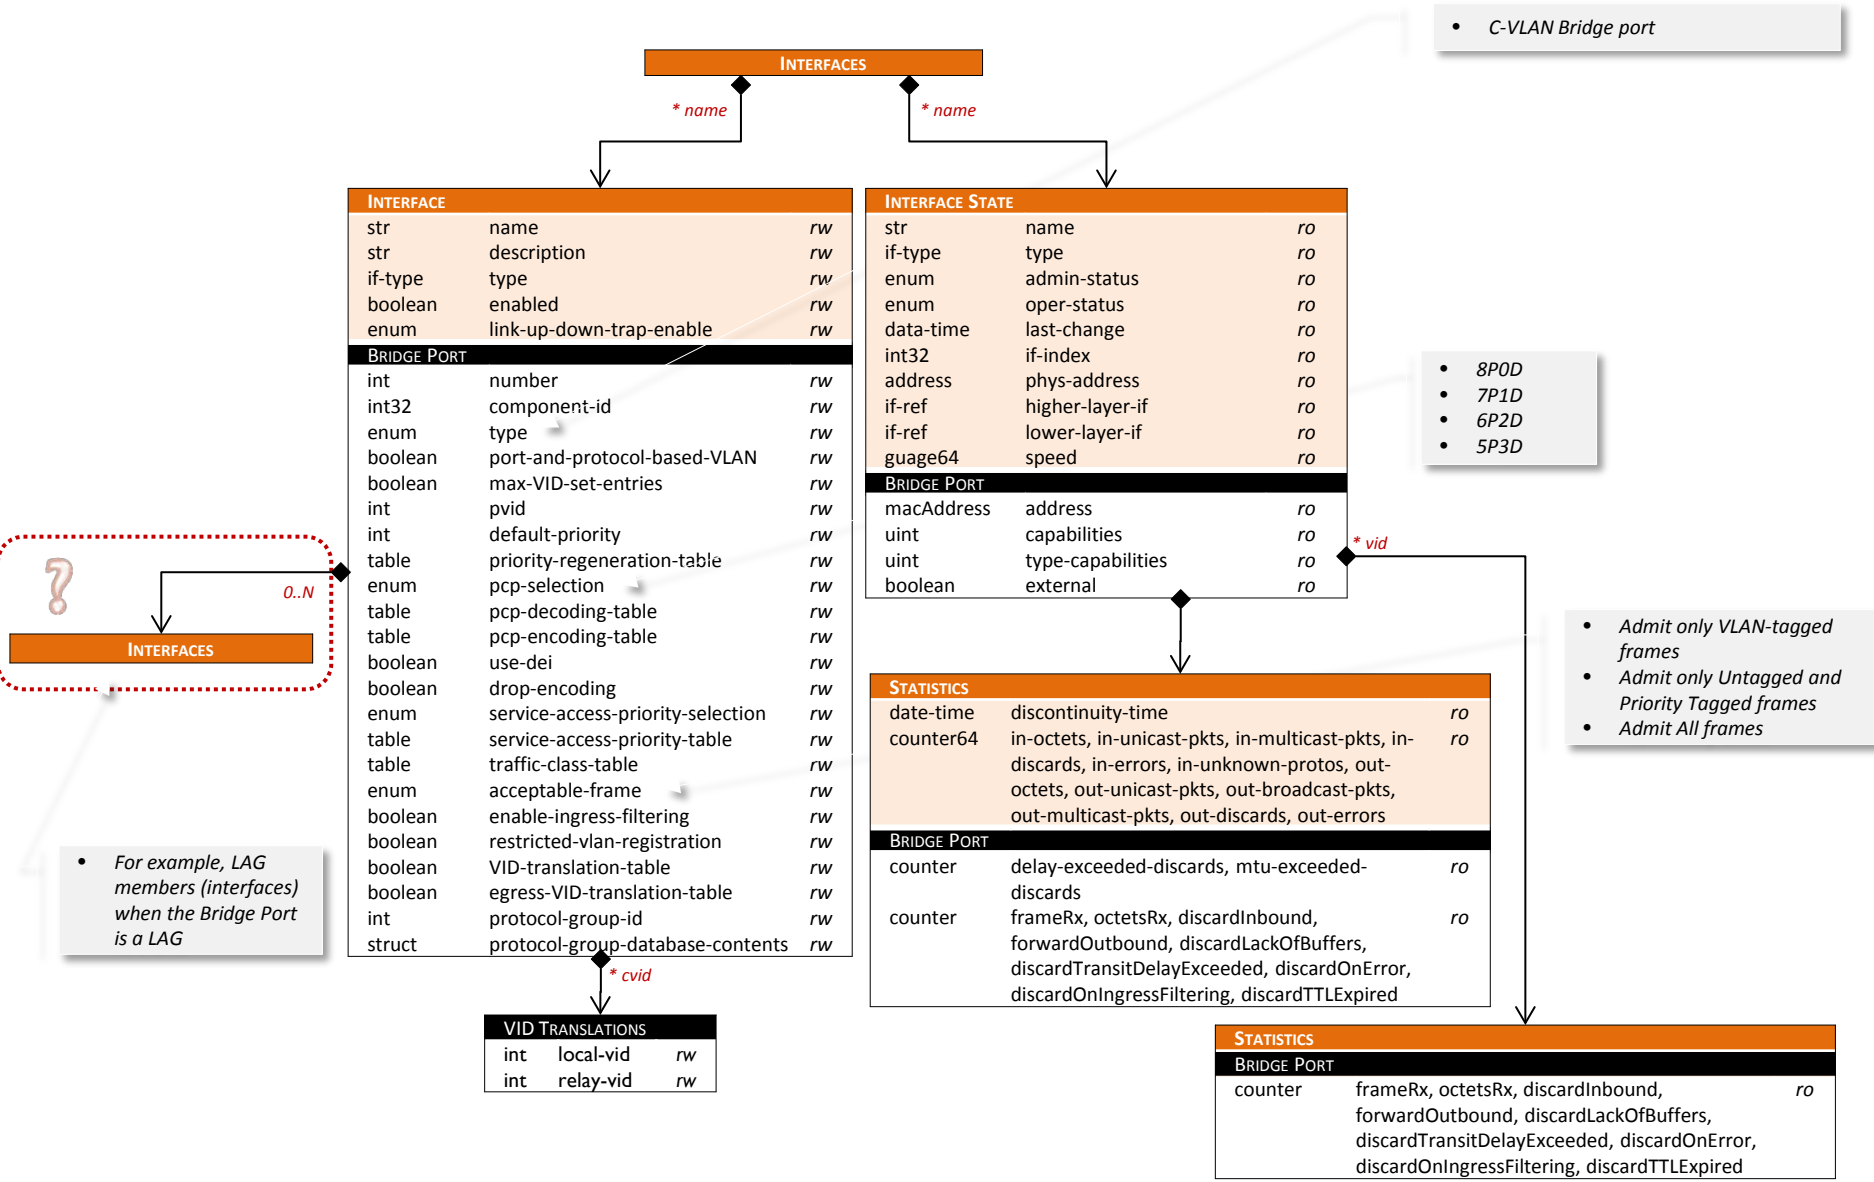 • C-VLAN Bridge port
INTERFACES
* name
* name
INTERFACE
str name rw
str description rw
if-type type rw
boolean enabled rw
enum link-up-down-trap-enable rw
BRIDGE PORT
int number rw
int32 component-id rw
enum type rw
boolean port-and-protocol-based-VLAN rw
boolean max-VID-set-entries rw
int pvid rw
int default-priority rw
table priority-regeneration-table rw
enum pcp-selection rw
table pcp-decoding-table rw
table pcp-encoding-table rw
boolean use-dei rw
boolean drop-encoding rw
enum service-access-priority-selection rw
table service-access-priority-table rw
table traffic-class-table rw
enum acceptable-frame rw
boolean enable-ingress-filtering rw
boolean restricted-vlan-registration rw
boolean VID-translation-table rw
boolean egress-VID-translation-table rw
int protocol-group-id rw
struct protocol-group-database-contents rw
INTERFACE STATE
str name ro
if-type type ro
enum admin-status ro
enum oper-status ro
data-time last-change ro
int32 if-index ro
address phys-address ro
if-ref higher-layer-if ro
if-ref lower-layer-if ro
guage64 speed ro
BRIDGE PORT
macAddress address ro
uint capabilities ro
uint type-capabilities ro
boolean external ro
• 8P0D
• 7P1D
• 6P2D
• 5P3D
* vid
?
0..N
INTERFACES
• For example, LAG
members (interfaces)
when the Bridge Port
is a LAG
• Admit only VLAN-tagged
frames
• Admit only Untagged and
Priority Tagged frames
• Admit All frames
STATISTICS
date-time discontinuity-time ro
counter64 in-octets, in-unicast-pkts, in-multicast-pkts, in- ro
discards, in-errors, in-unknown-protos, out-
octets, out-unicast-pkts, out-broadcast-pkts,
out-multicast-pkts, out-discards, out-errors
BRIDGE PORT
counter delay-exceeded-discards, mtu-exceeded- ro
discards
counter frameRx, octetsRx, discardInbound, ro
forwardOutbound, discardLackOfBuffers,
discardTransitDelayExceeded, discardOnError,
discardOnIngressFiltering, discardTTLExpired
* cvid
VID TRANSLATIONS
int local-vid rw
int relay-vid rw
STATISTICS
BRIDGE PORT
counter frameRx, octetsRx, discardInbound, ro
forwardOutbound, discardLackOfBuffers,
discardTransitDelayExceeded, discardOnError,
discardOnIngressFiltering, discardTTLExpired